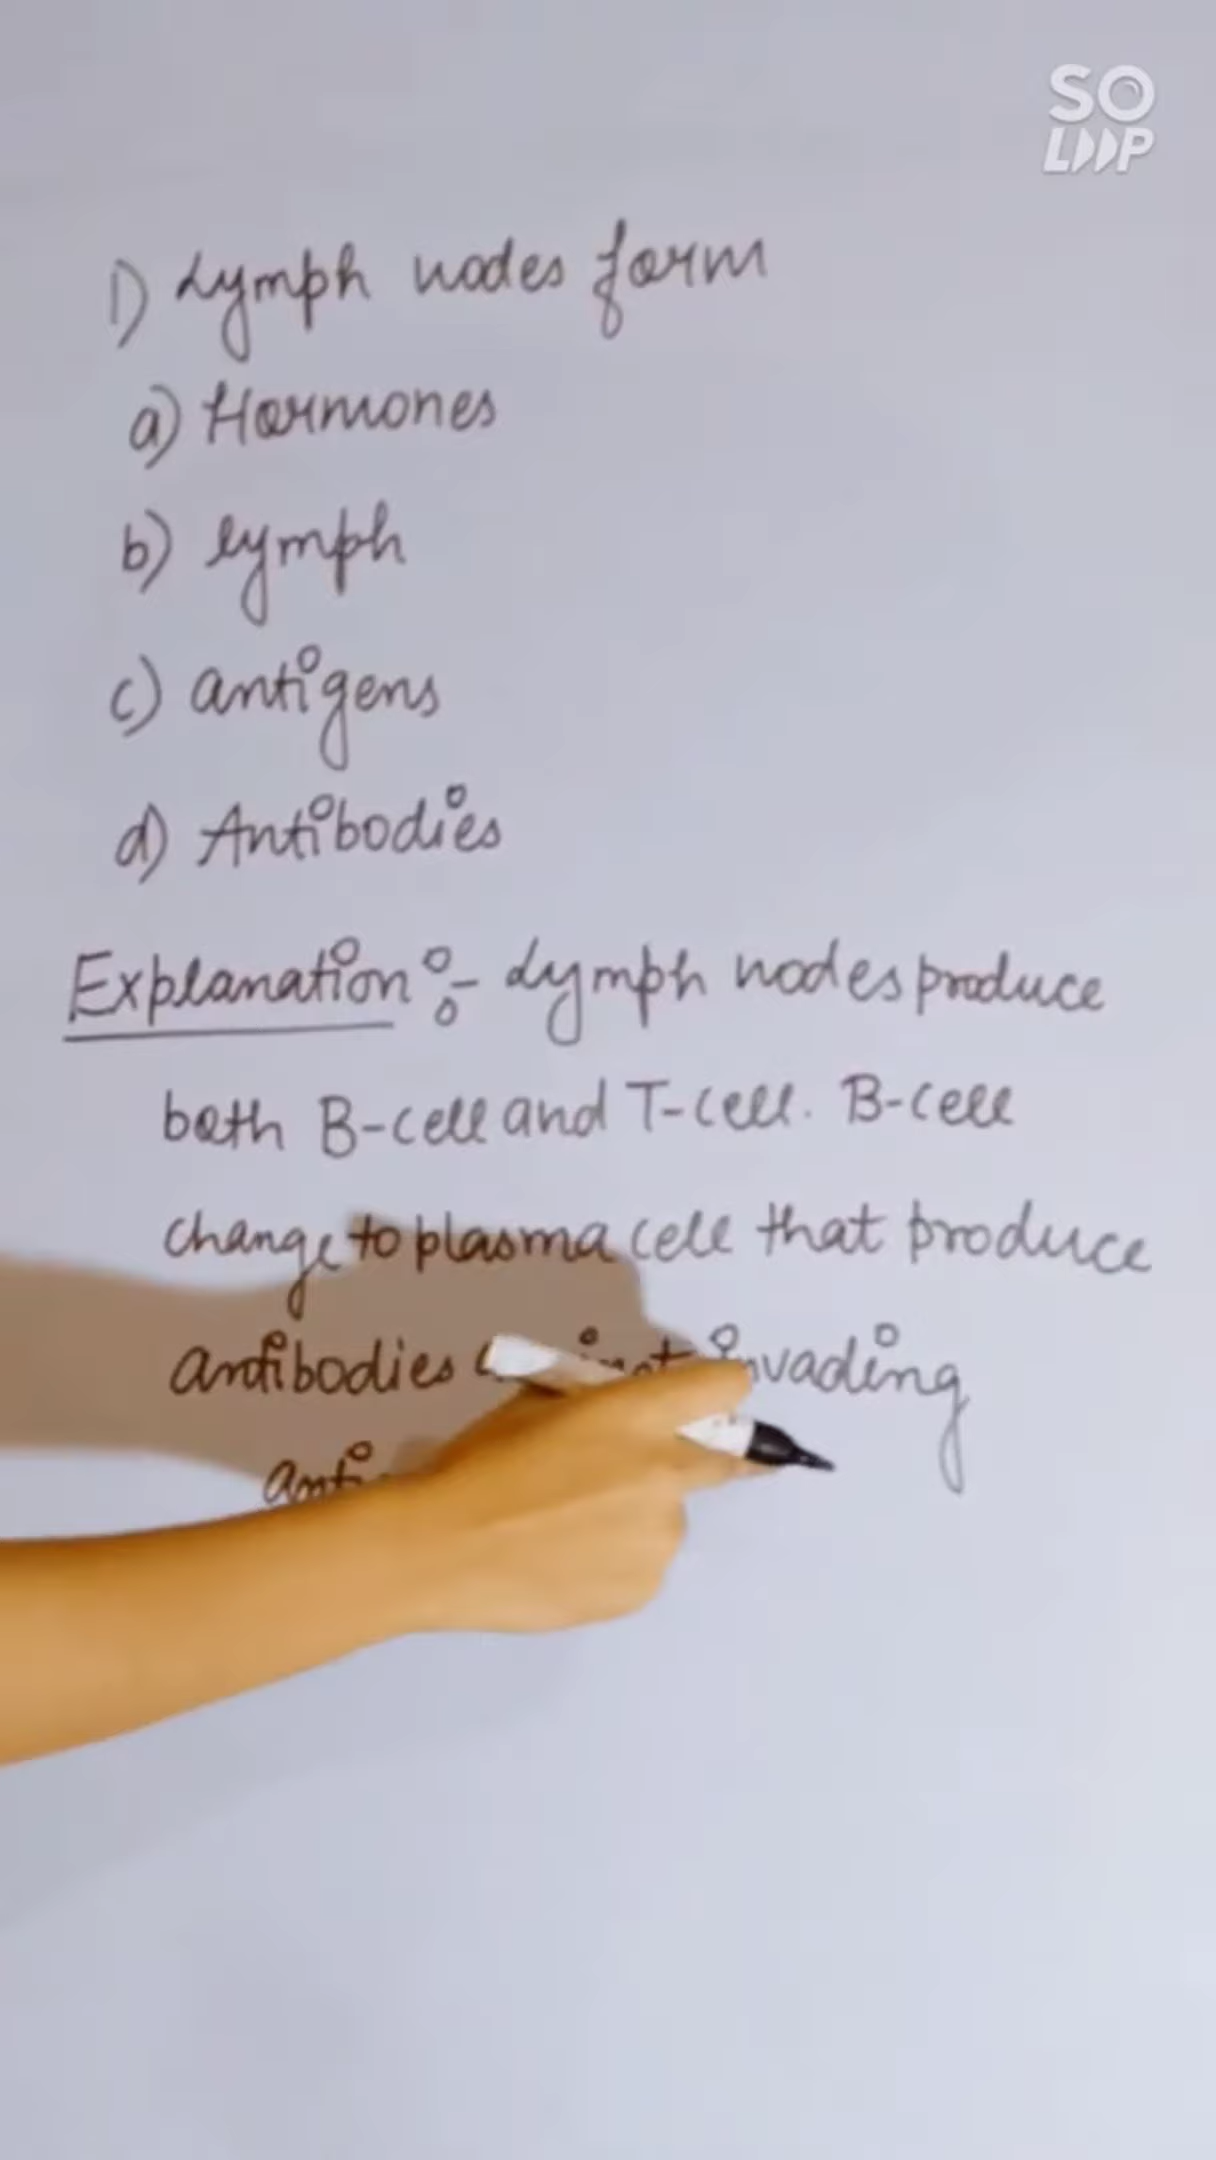 SO
LOOP
1) Lymph nodes form
a) Hormones
b) lymph
c) antigens
d) Antibodies
Explanation :- Lymph nodes produce
both B-cell and T-cell. B-cell
change to plasma cell that produce
antibodies invading